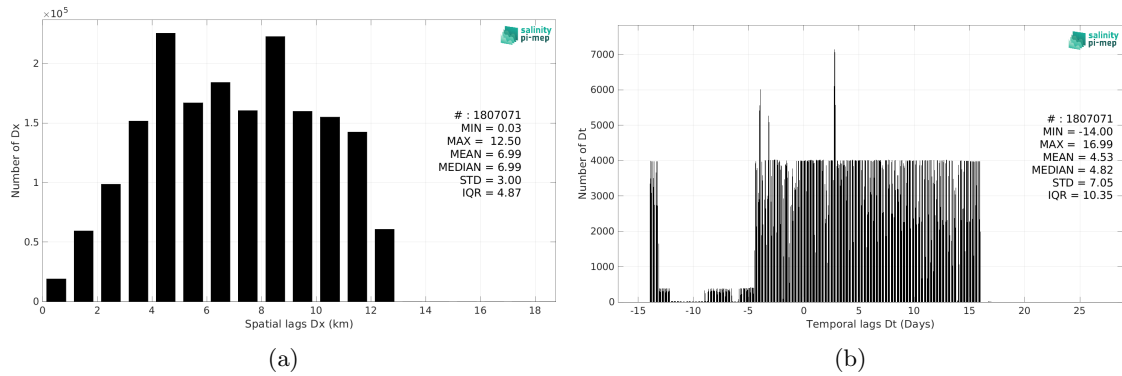 ×10⁵
2
1.5
1
0.5
0
Number of Dx
0 2 4 6 8 10 12 14 16 18
Spatial lags Dx (km)
salinity
pi-mep
# : 1807071
MIN = 0.03
MAX = 12.50
MEAN = 6.99
MEDIAN = 6.99
STD = 3.00
IQR = 4.87
(a)
7000
6000
5000
4000
3000
2000
1000
0
Number of Dt
-15 -10 -5 0 5 10 15 20 25
Temporal lags Dt (Days)
salinity
pi-mep
# : 1807071
MIN = -14.00
MAX = 16.99
MEAN = 4.53
MEDIAN = 4.82
STD = 7.05
IQR = 10.35
(b)